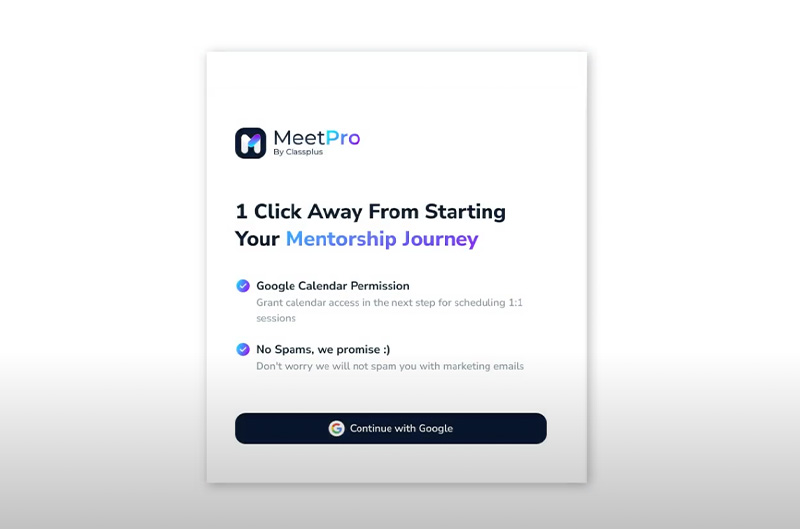 MeetPro
By Classplus
1 Click Away From Starting
Your Mentorship Journey
Google Calendar Permission
Grant calendar access in the next step for scheduling 1:1
sessions
No Spams, we promise :)
Don't worry we will not spam you with marketing emails
Continue with Google